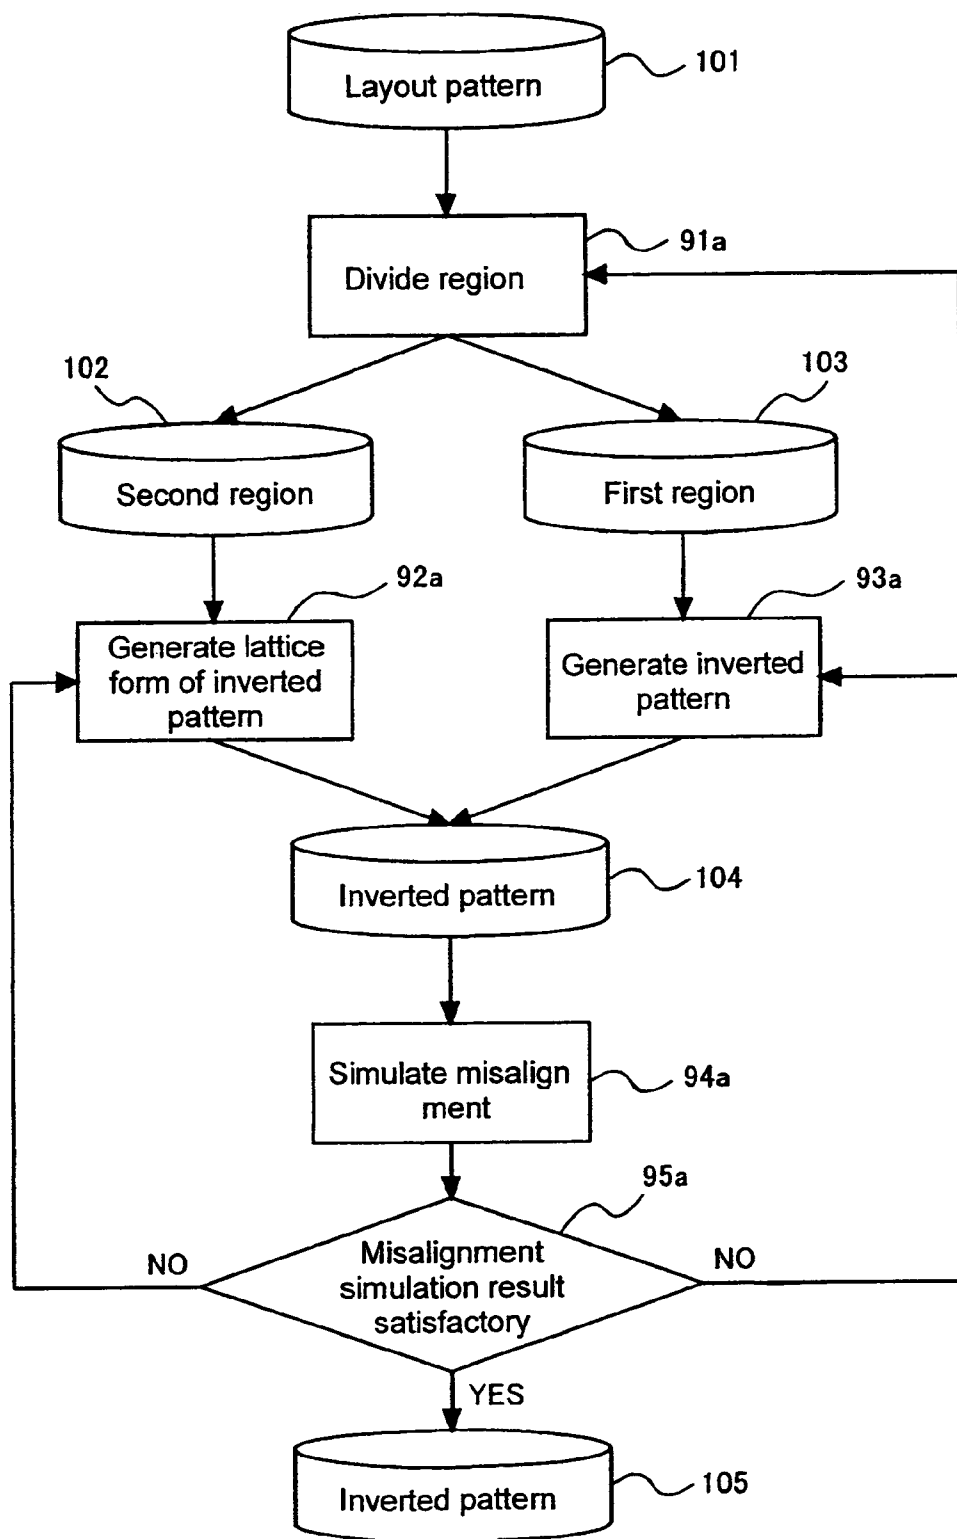 Layout pattern
101
91a
Divide region
102
103
Second region
First region
92a
93a
Generate lattice
form of inverted
pattern
Generate inverted
pattern
Inverted pattern
104
Simulate misalign
ment
94a
95a
NO
Misalignment
simulation result
satisfactory
NO
YES
Inverted pattern
105